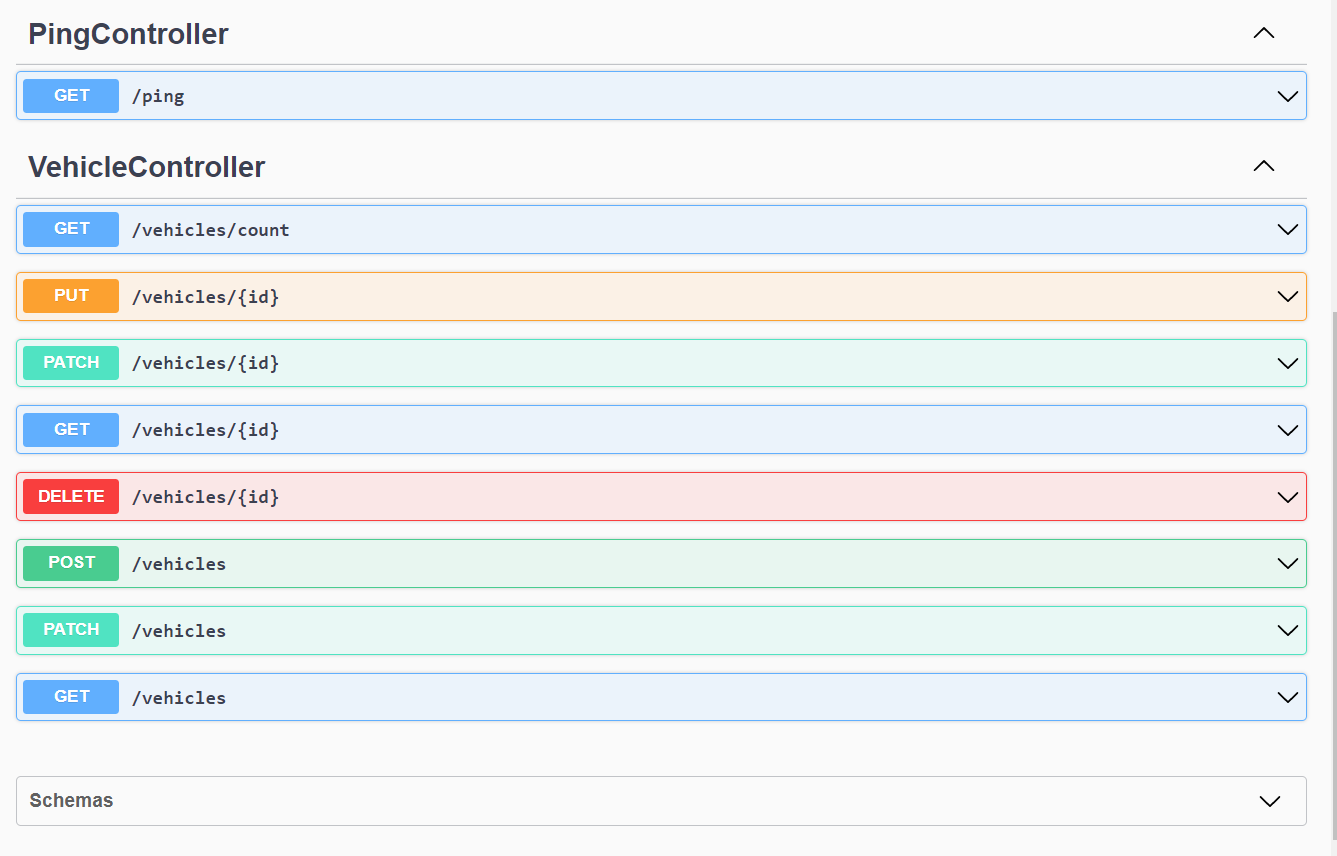 PingController
GET /ping
VehicleController
GET /vehicles/count
PUT /vehicles/{id}
PATCH /vehicles/{id}
GET /vehicles/{id}
DELETE /vehicles/{id}
POST /vehicles
PATCH /vehicles
GET /vehicles
Schemas